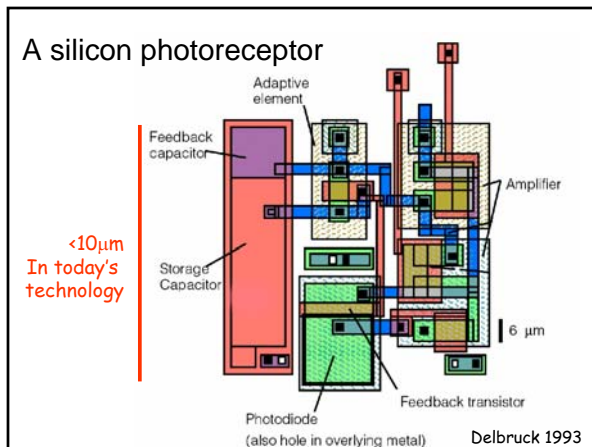 A silicon photoreceptor
Adaptive
element
Feedback
capacitor
Amplifier
<10μm
In today's
technology
Storage
Capacitor
6 μm
Feedback transistor
Photodiode
(also hole in overlying metal)
Delbruck 1993